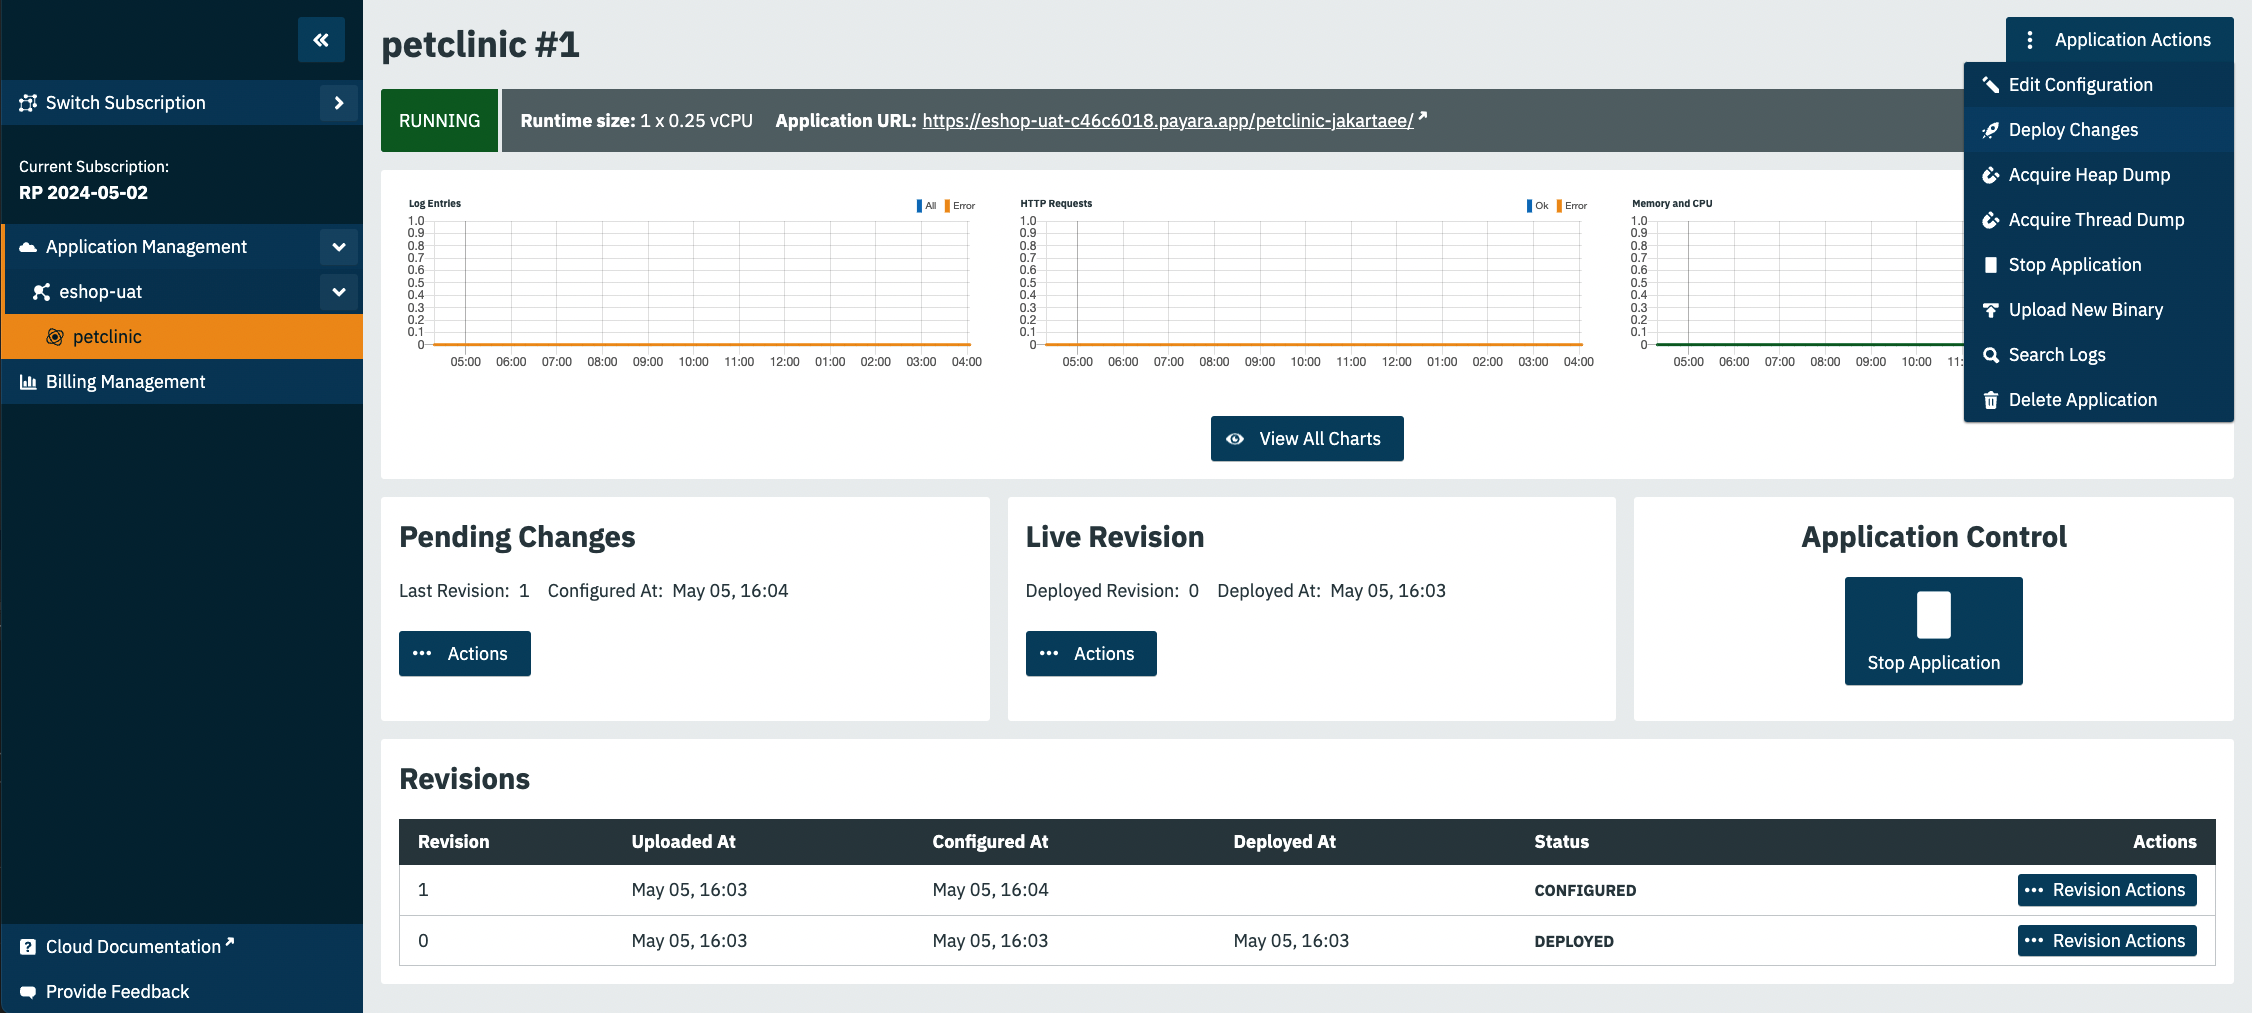 Switch Subscription
Current Subscription:
RP 2024-05-02
Application Management
eshop-uat
petclinic
Billing Management
Cloud Documentation
Provide Feedback
petclinic #1
Application Actions
Edit Configuration
Deploy Changes
Acquire Heap Dump
Acquire Thread Dump
Stop Application
Upload New Binary
Search Logs
Delete Application
RUNNING Runtime size: 1 x 0.25 vCPU Application URL: https://eshop-uat-c46c6018.payara.app/petclinic-jakartaee/
Log Entries All Error
1.0
0.9
0.8
0.7
0.6
0.5
0.4
0.3
0.2
0.1
0
05:00 06:00 07:00 08:00 09:00 10:00 11:00 12:00 01:00 02:00 03:00 04:00
HTTP Requests Ok Error
1.0
0.9
0.8
0.7
0.6
0.5
0.4
0.3
0.2
0.1
0
05:00 06:00 07:00 08:00 09:00 10:00 11:00 12:00 01:00 02:00 03:00 04:00
Memory and CPU
1.0
0.9
0.8
0.7
0.6
0.5
0.4
0.3
0.2
0.1
0
05:00 06:00 07:00 08:00 09:00 10:00 11:
View All Charts
Pending Changes
Last Revision: 1 Configured At: May 05, 16:04
Actions
Live Revision
Deployed Revision: 0 Deployed At: May 05, 16:03
Actions
Application Control
Stop Application
Revisions
Revision Uploaded At Configured At Deployed At Status Actions
1 May 05, 16:03 May 05, 16:04 CONFIGURED Revision Actions
0 May 05, 16:03 May 05, 16:03 May 05, 16:03 DEPLOYED Revision Actions